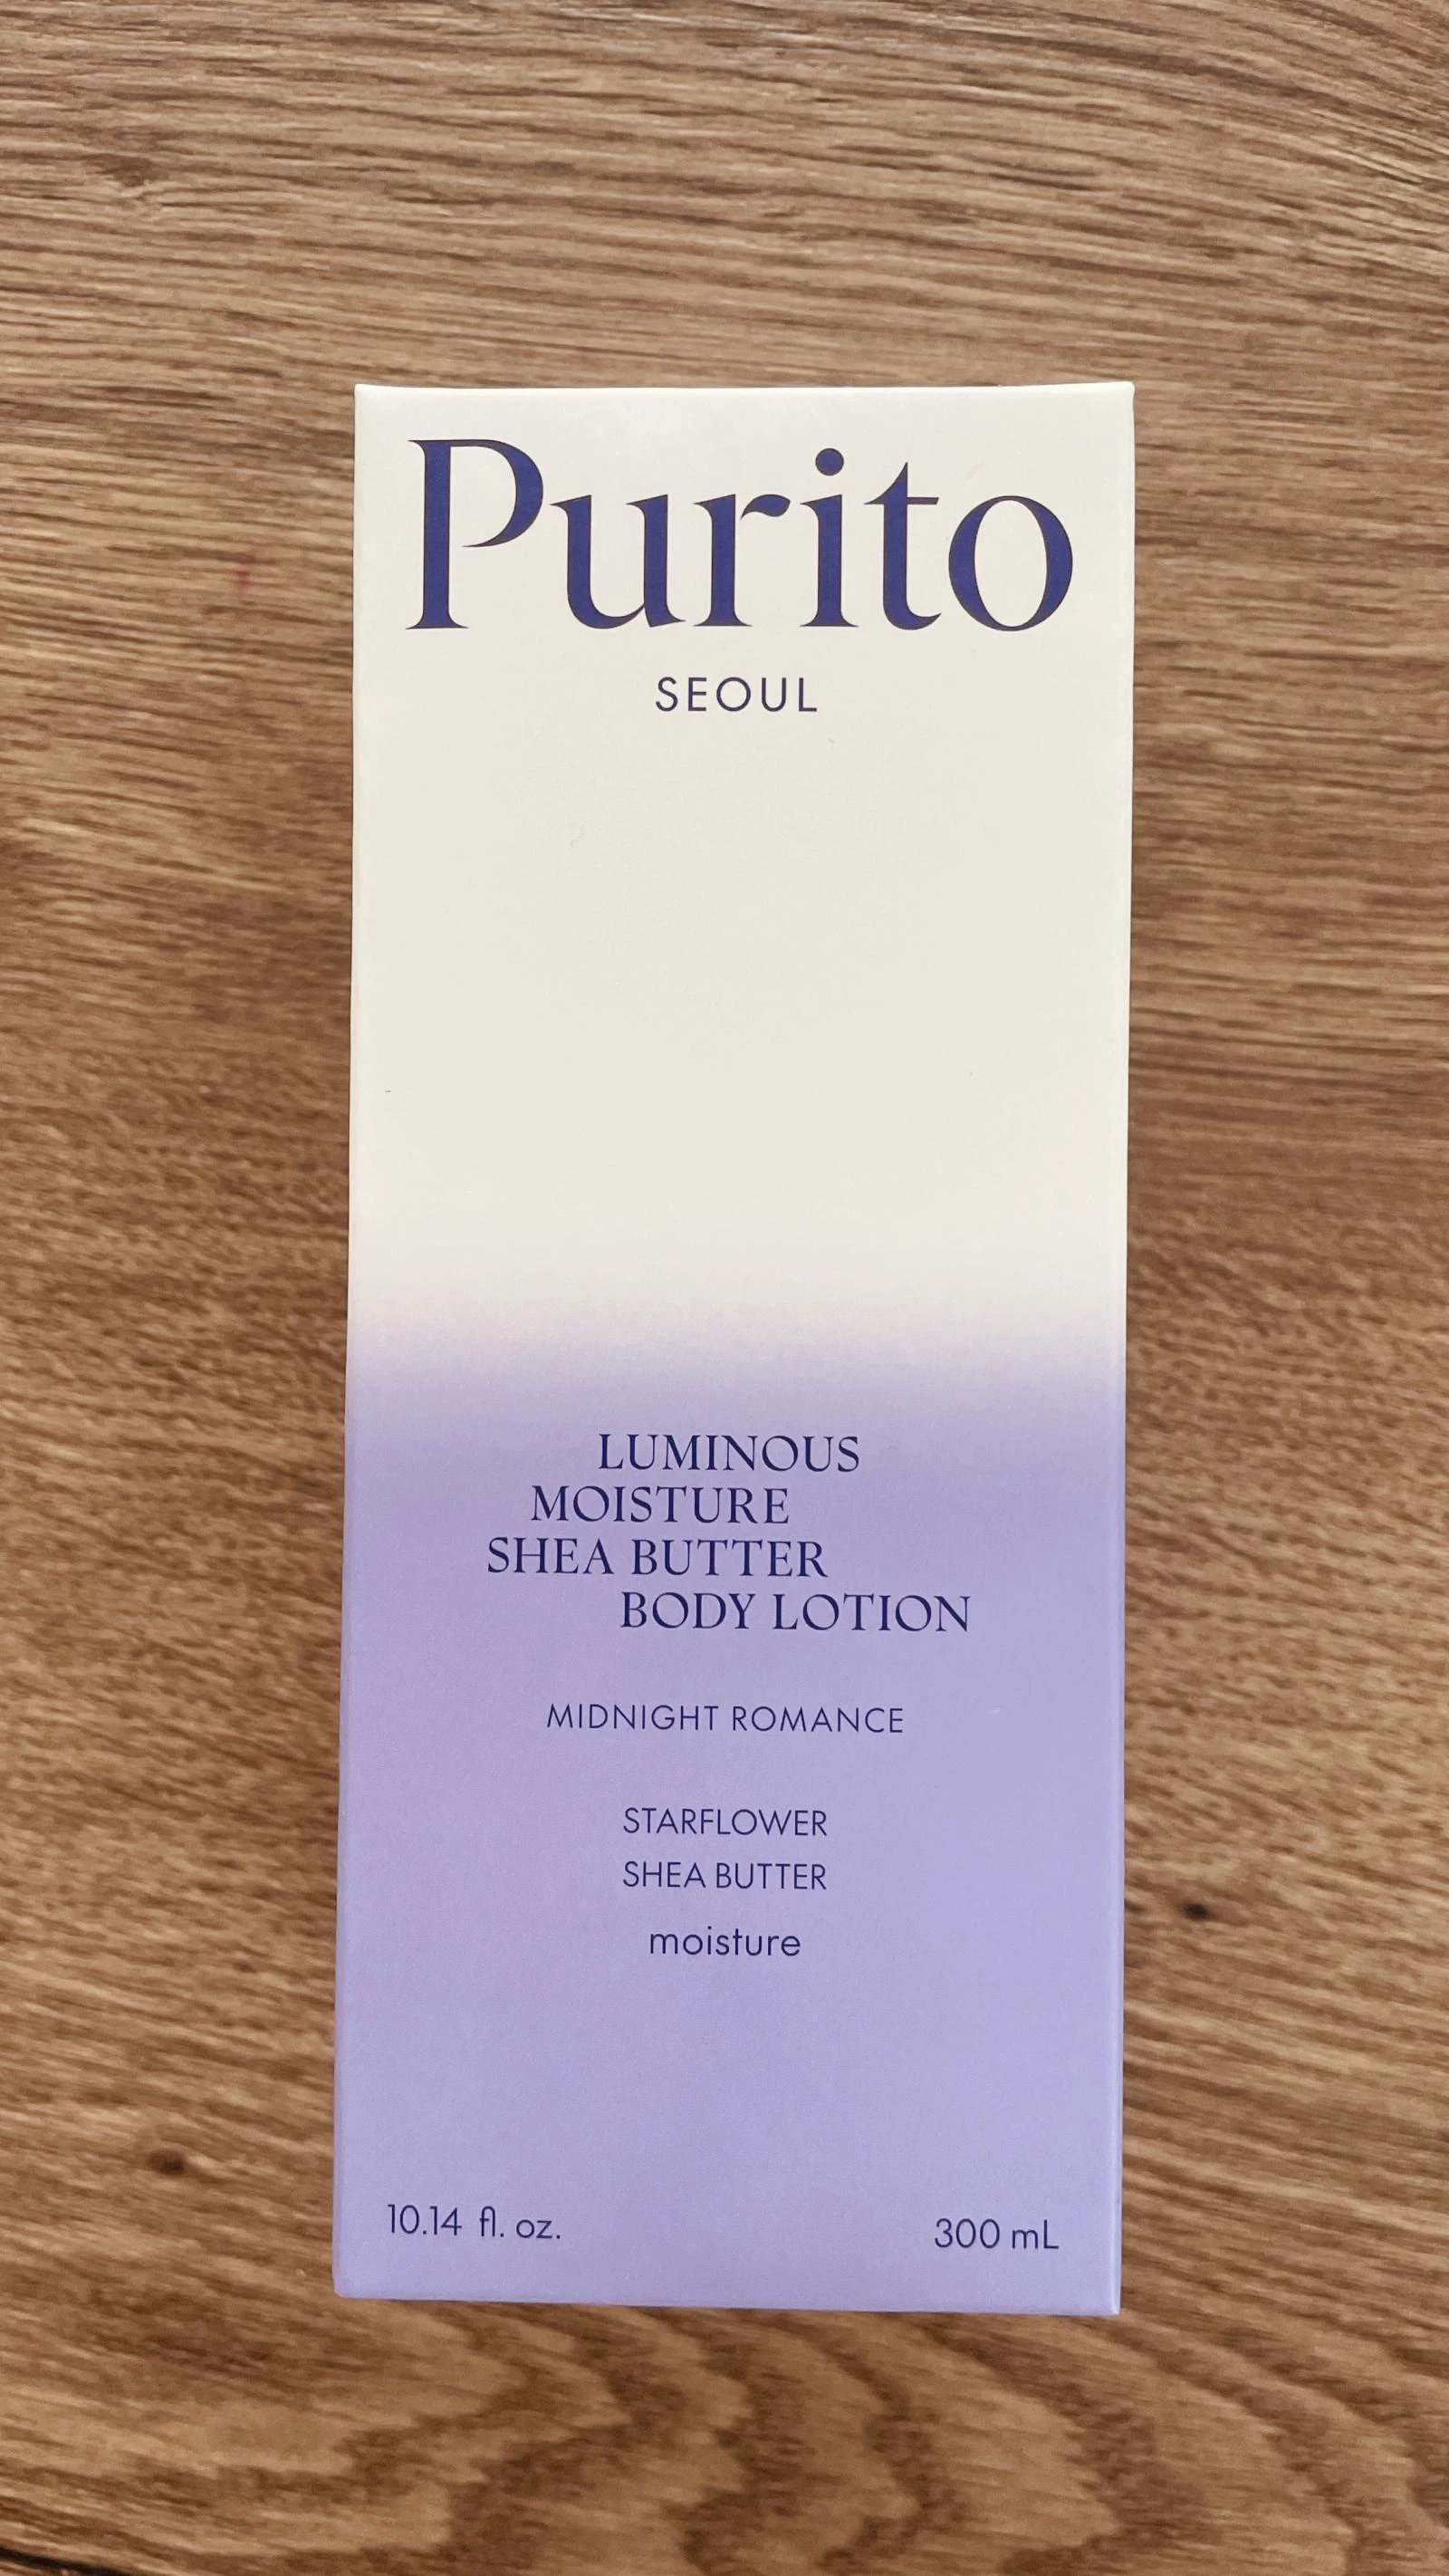 Purito
SEOUL
LUMINOUS
MOISTURE
SHEA BUTTER
BODY LOTION
MIDNIGHT ROMANCE
STARFLOWER
SHEA BUTTER
moisture
10.14 fl. oz.
300 mL